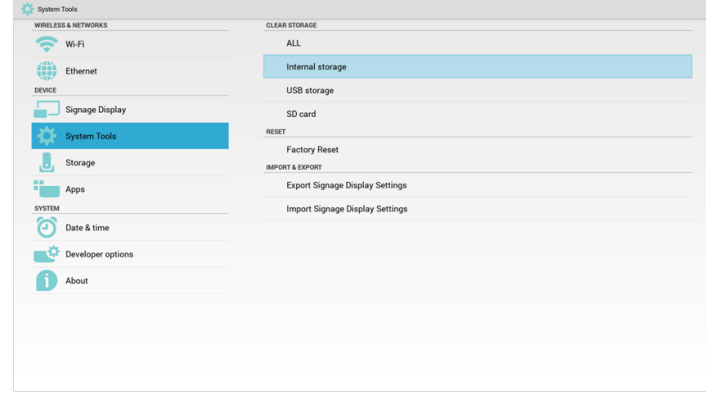 System Tools
WIRELESS & NETWORKS
Wi-Fi
Ethernet
DEVICE
Signage Display
System Tools
Storage
Apps
SYSTEM
Date & time
Developer options
About
CLEAR STORAGE
ALL
Internal storage
USB storage
SD card
RESET
Factory Reset
IMPORT & EXPORT
Export Signage Display Settings
Import Signage Display Settings